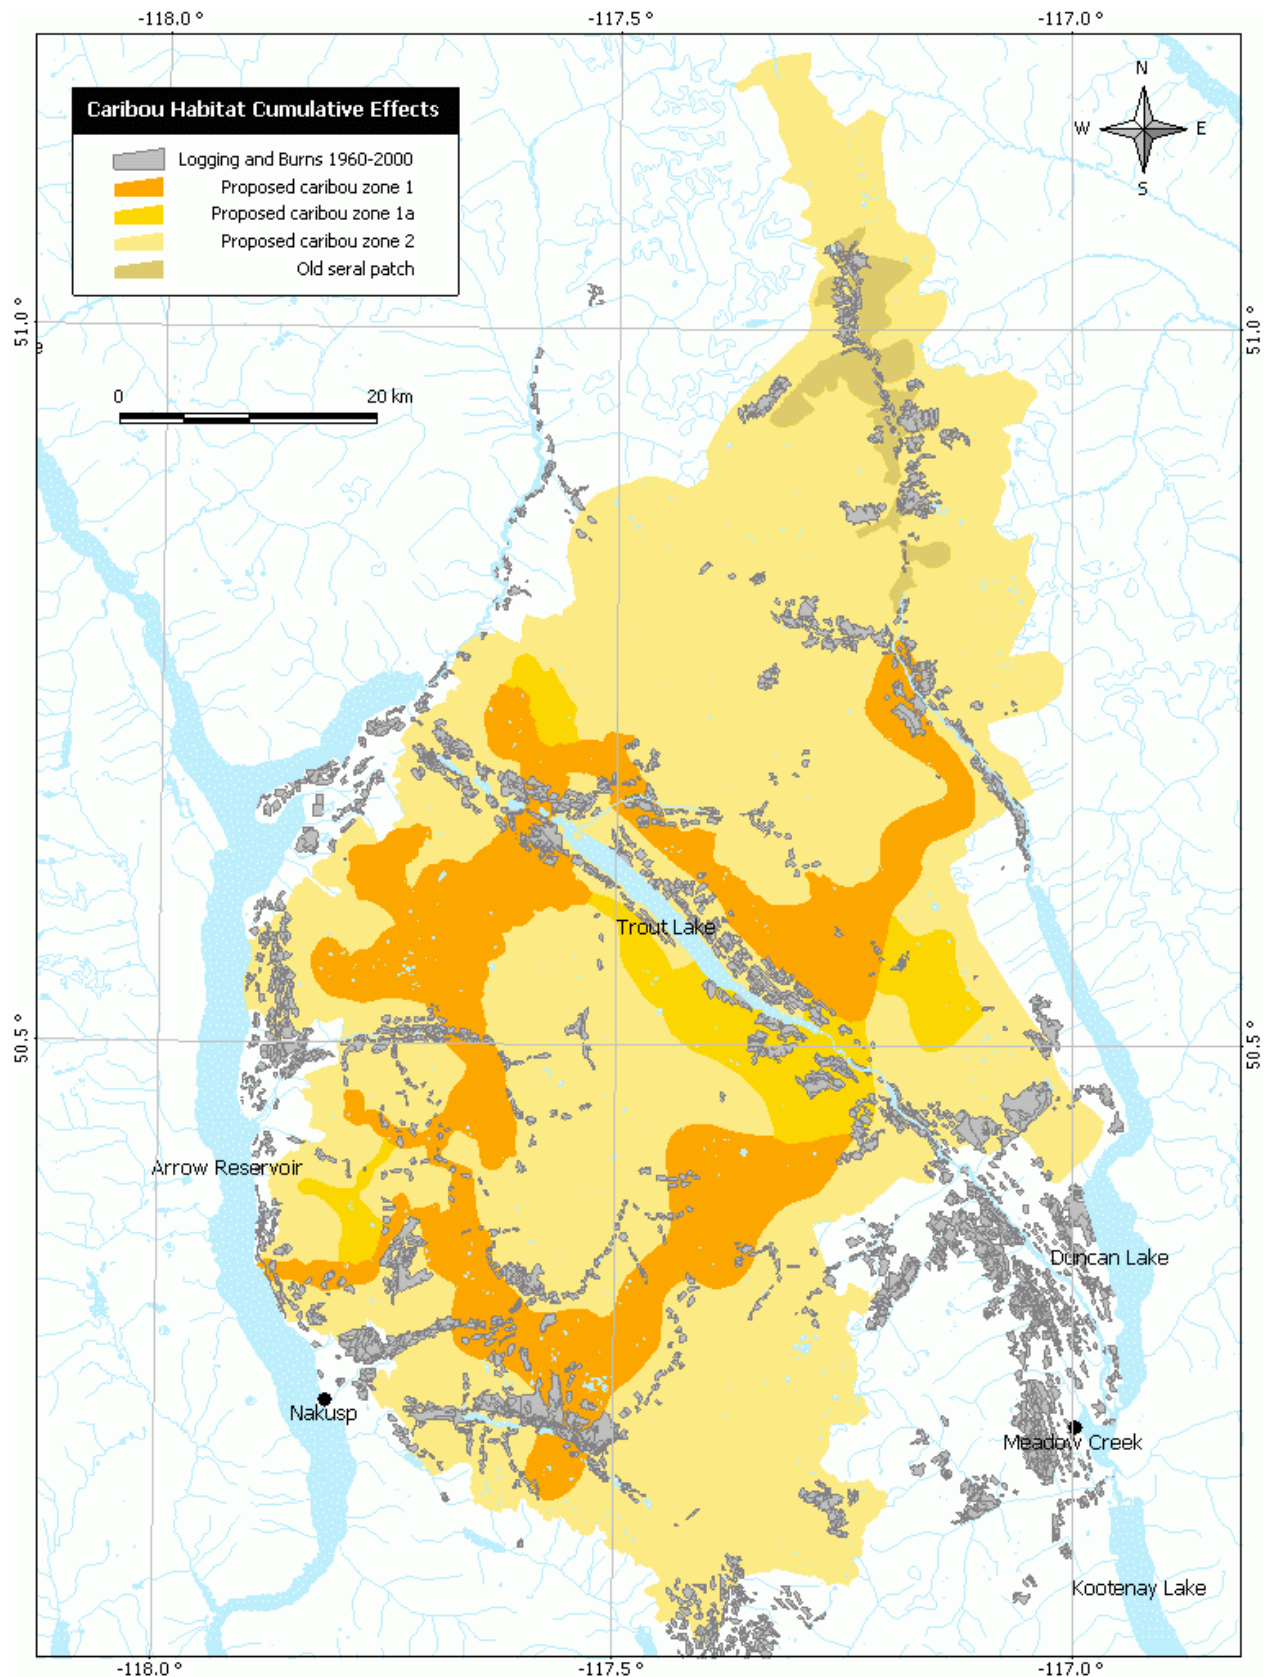 -118.0 °
-117.5 °
-117.0 °
N
W
E
S
Caribou Habitat Cumulative Effects
Logging and Burns 1960-2000
Proposed caribou zone 1
Proposed caribou zone 1a
Proposed caribou zone 2
Old seral patch
51.0 °
51.0 °
e
0
20 km
Trout Lake
50.5 °
50.5 °
Arrow Reservoir
Duncan Lake
Nakusp
Meadow Creek
Kootenay Lake
-118.0 °
-117.5 °
-117.0 °